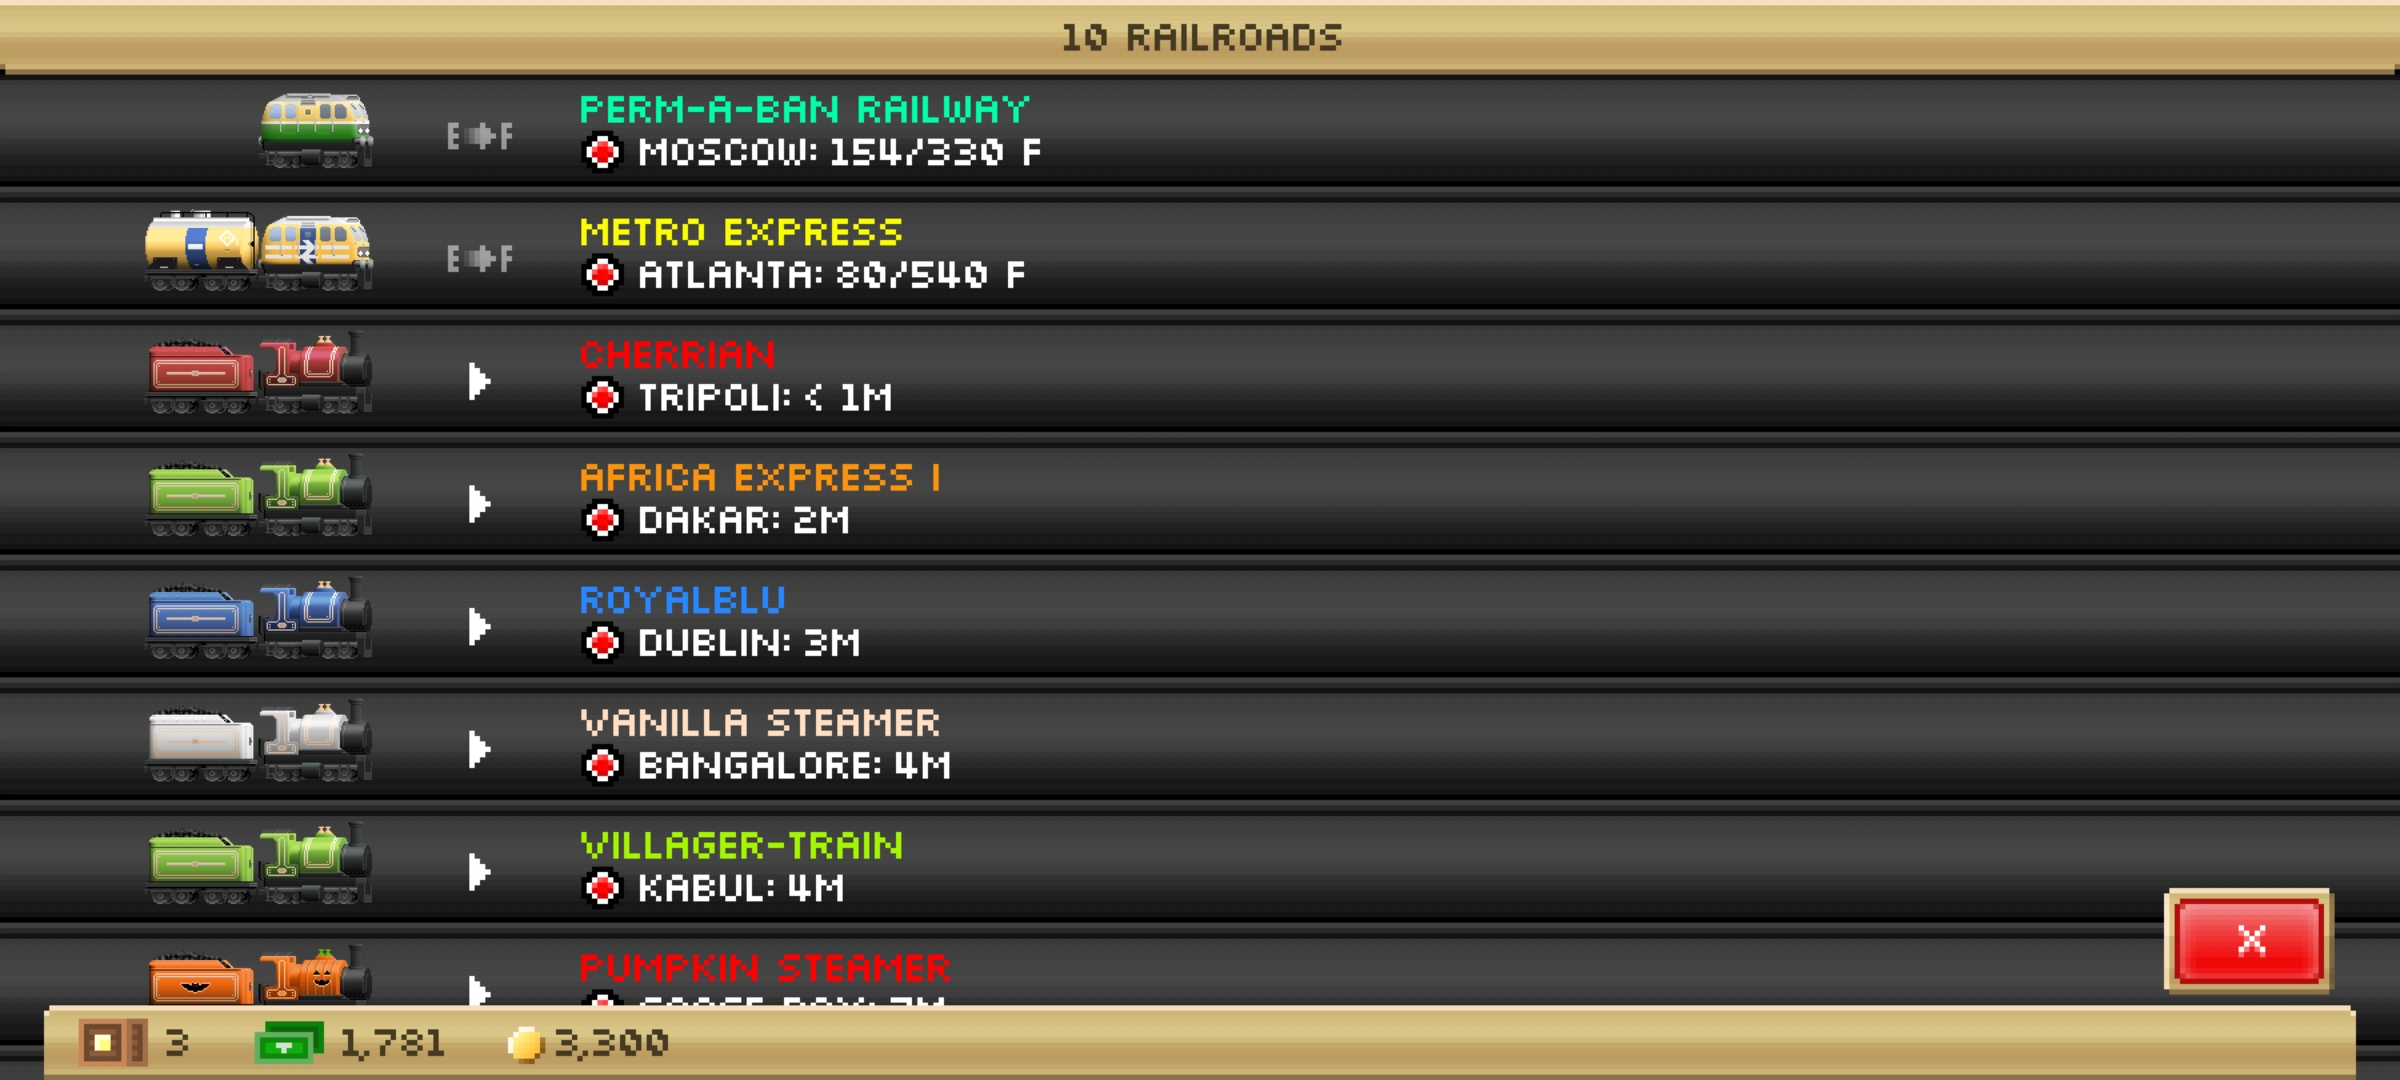 10 RAILROADS
PERM-A-BAN RAILWAY
E F
MOSCOW: 154/330 F
METRO EXPRESS
E F
ATLANTA: 80/540 F
CHERRIAN
TRIPOLI: < 1M
AFRICA EXPRESS I
DAKAR: 2M
ROYALBLU
DUBLIN: 3M
VANILLA STEAMER
BANGALORE: 4M
VILLAGER-TRAIN
KABUL: 4M
PUMPKIN STEAMER
X
3 1,781 3,300